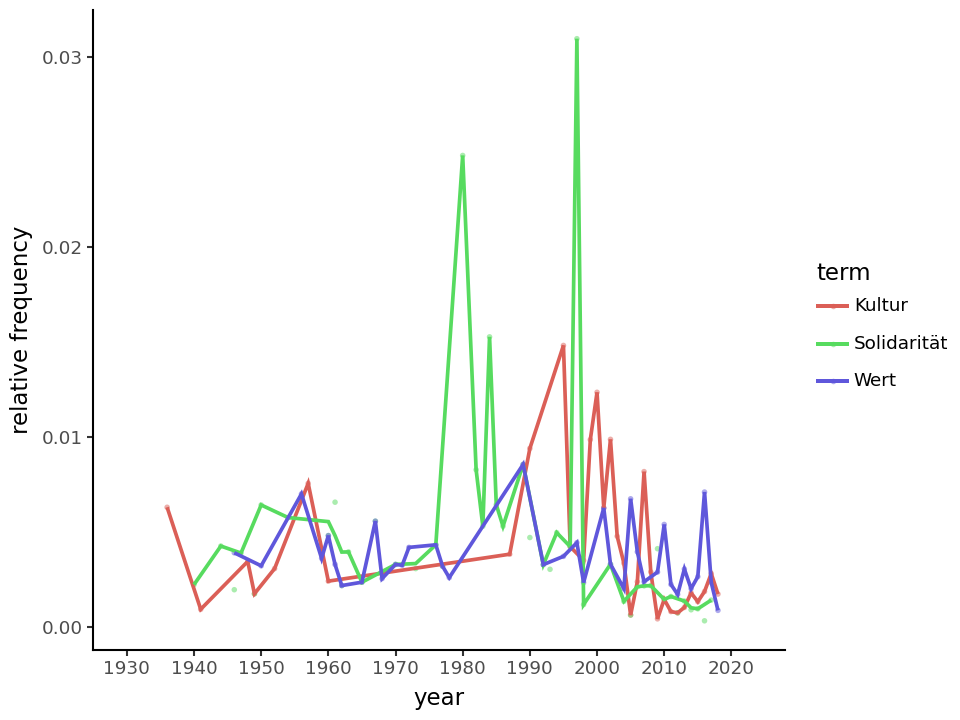 0.03
0.02
0.01
0.00
relative frequency
1930 1940 1950 1960 1970 1980 1990 2000 2010 2020
year
term
Kultur
Solidarität
Wert